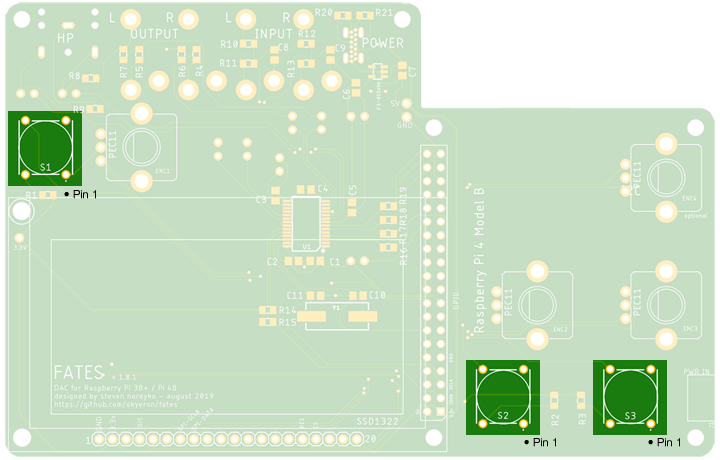 L R L R R20 R21
HP OUTPUT INPUT R12 POWER
R10 C8 C9
R7 R5 R6 R4
R11 R13 C7
R8
C6
5V
R9
GND
PEC11
S1
ENC1
PEC11
ENC4
optional
R1 • Pin 1
C4
C3 C5
R19
R18
R17
R16
U1
3.3V
C2 C1
Raspberry Pi 4 Model B
GPIO
C11 C10
Y1
R14
R15
PEC11
ENC2
PEC11
ENC3
FATES v 1.8.1
DAC for Raspberry Pi 3B+ / Pi 4B
designed by steven noreyko – august 2019
https://github.com/okyeron/fates
PWR IN
S2 R2 R3 S3
SSD1322
1 20
• Pin 1 • Pin 1